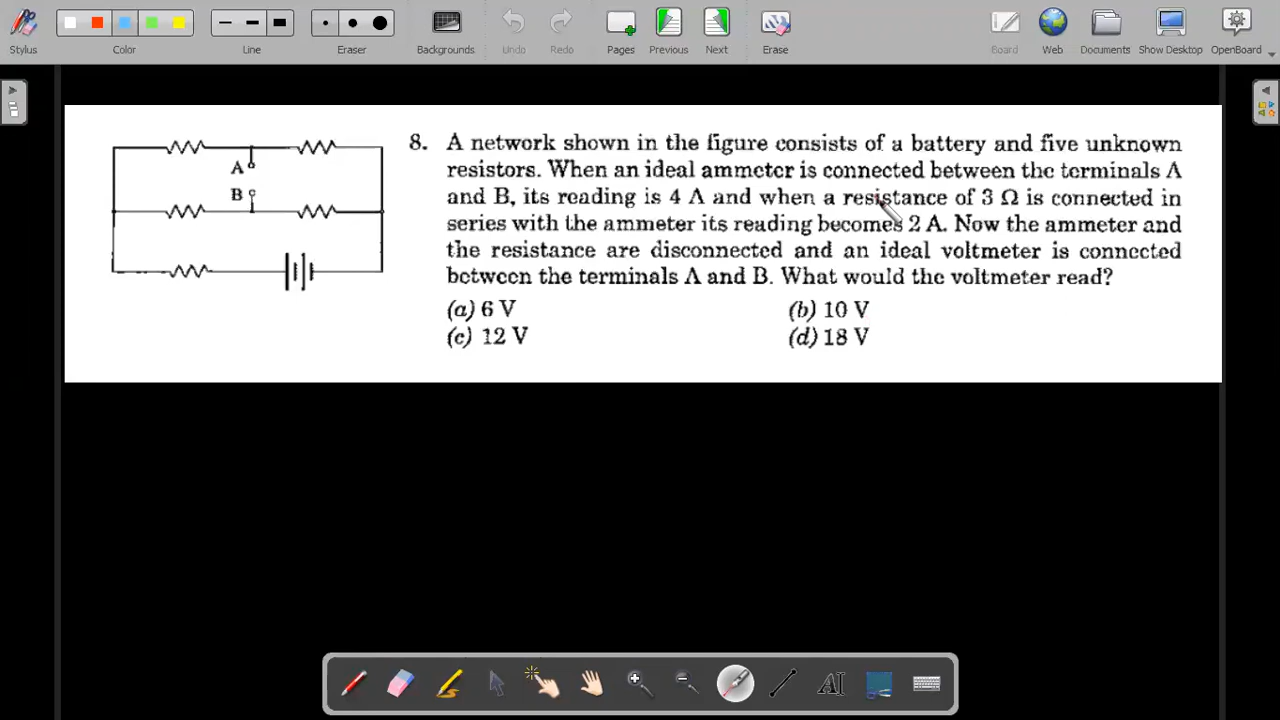 Stylus
Color
Line
Eraser
Backgrounds
Undo
Redo
Pages
Previous
Next
Erase
Board
Web
Documents
Show Desktop
OpenBoard
A
B
8. A network shown in the figure consists of a battery and five unknown
resistors. When an ideal ammeter is connected between the terminals A
and B, its reading is 4 A and when a resistance of 3 Ω is connected in
series with the ammeter its reading becomes 2 A. Now the ammeter and
the resistance are disconnected and an ideal voltmeter is connected
between the terminals A and B. What would the voltmeter read?
(a) 6 V (b) 10 V
(c) 12 V (d) 18 V
AI